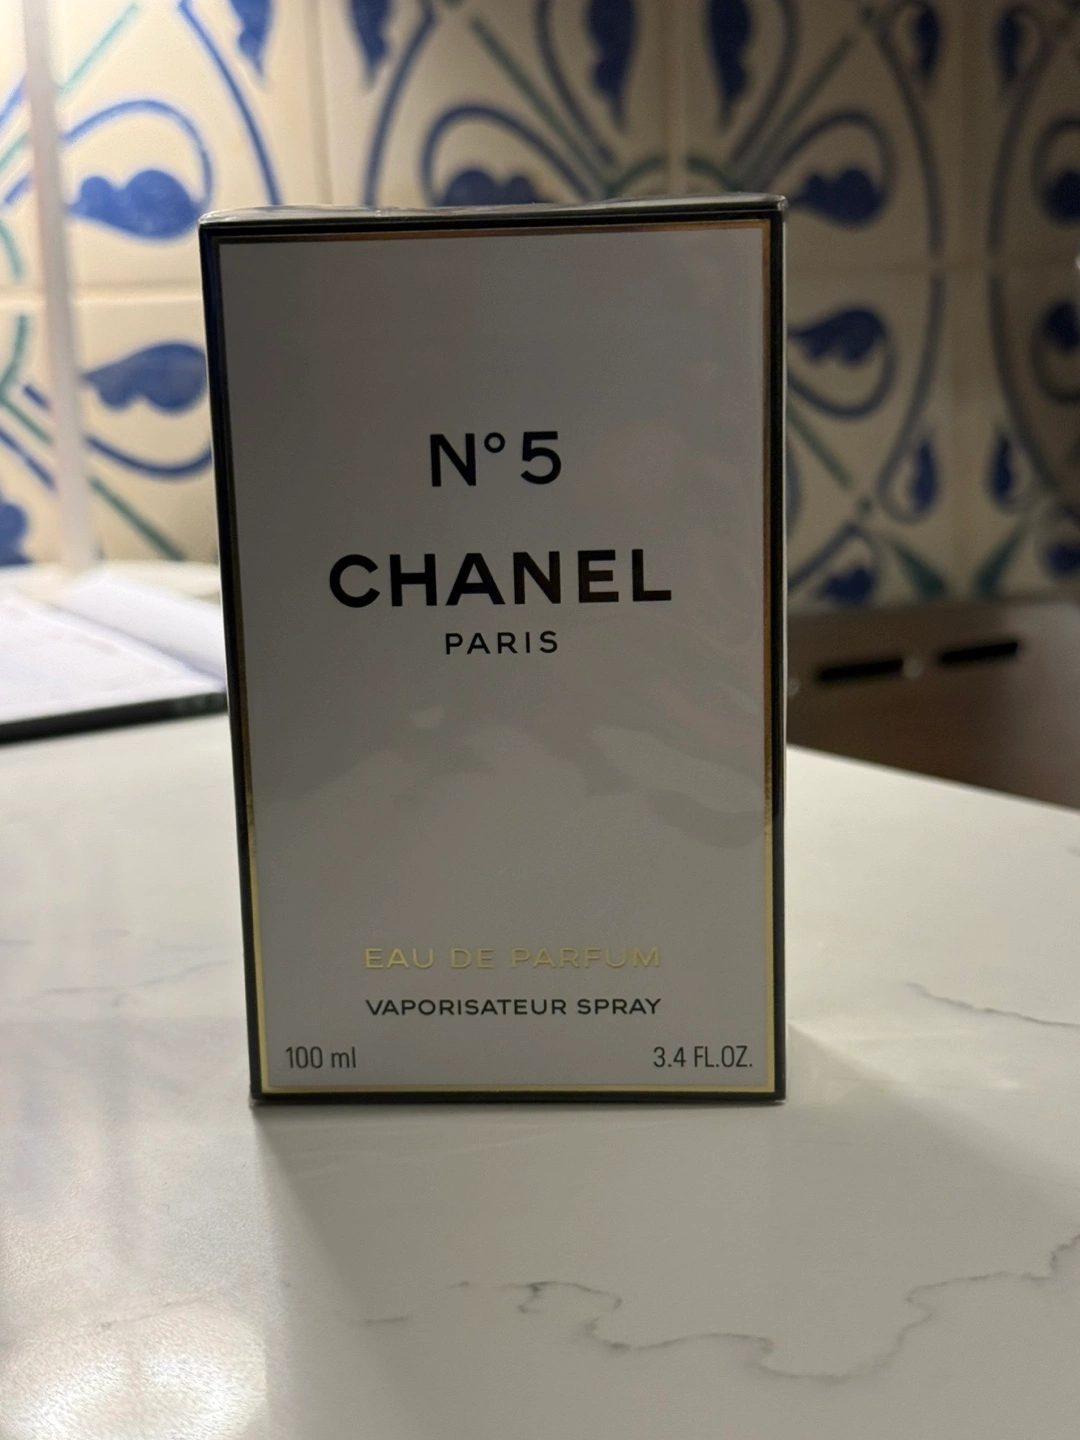 N°5
CHANEL
PARIS
EAU DE PARFUM
VAPORISATEUR SPRAY
100 ml 3.4 FL.OZ.